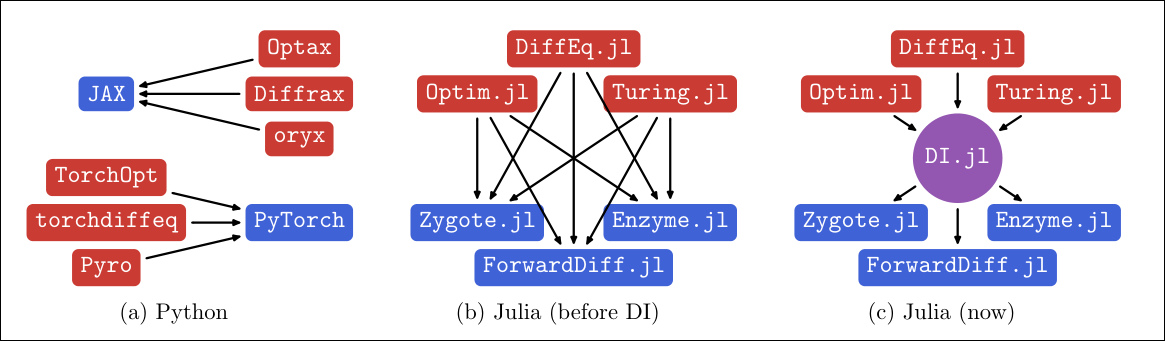 Optax
JAX
Diffrax
oryx
TorchOpt
torchdiffeq
PyTorch
Pyro
(a) Python
DiffEq.jl
Optim.jl
Turing.jl
Zygote.jl
Enzyme.jl
ForwardDiff.jl
(b) Julia (before DI)
DiffEq.jl
Optim.jl
Turing.jl
DI.jl
Zygote.jl
Enzyme.jl
ForwardDiff.jl
(c) Julia (now)